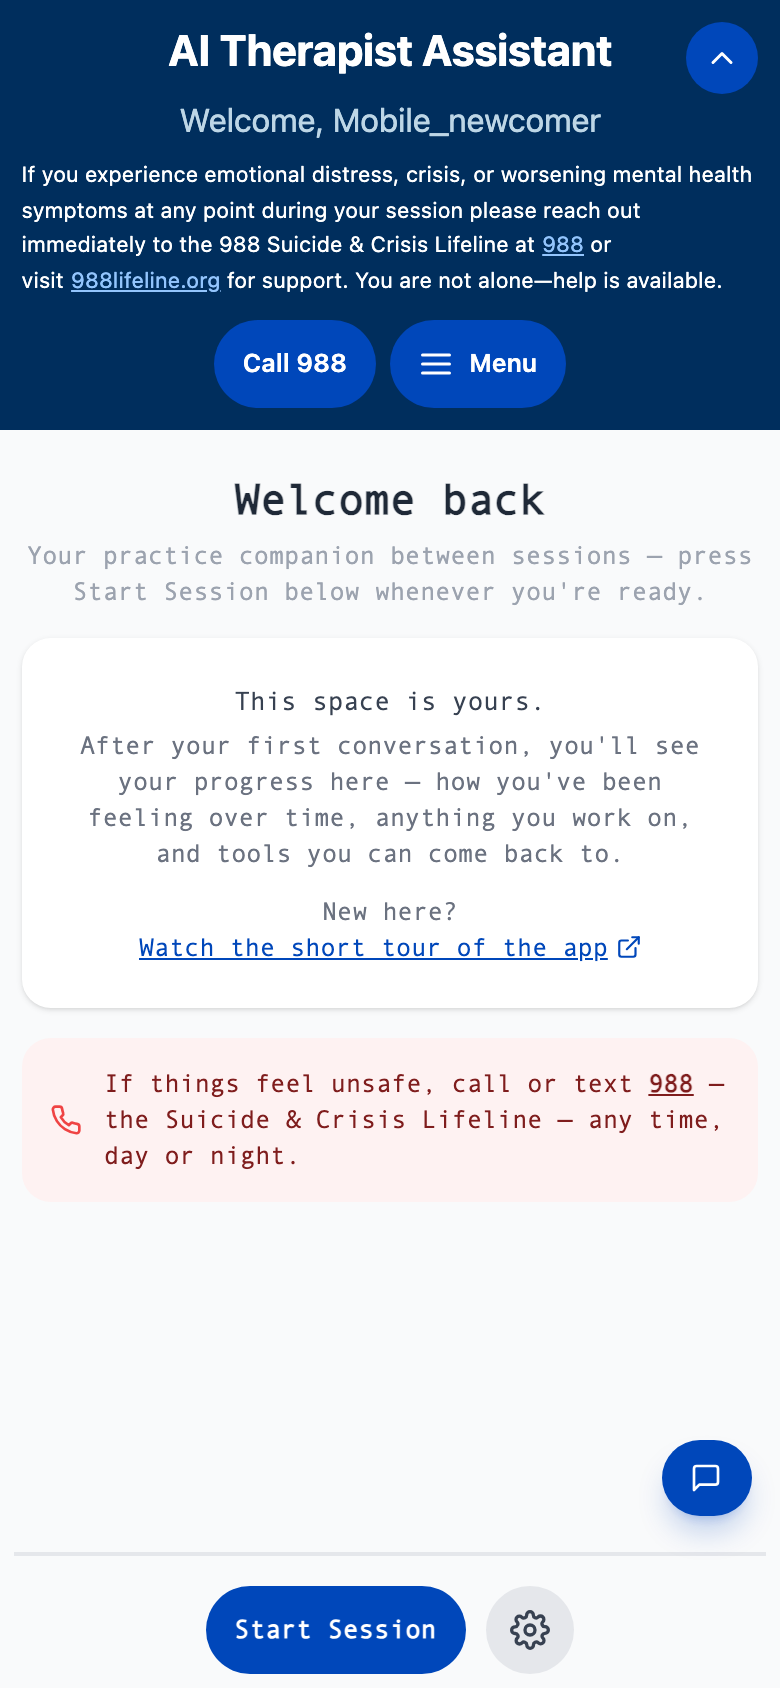 AI Therapist Assistant
Welcome, Mobile_newcomer
If you experience emotional distress, crisis, or worsening mental health
symptoms at any point during your session please reach out
immediately to the 988 Suicide & Crisis Lifeline at 988 or
visit 988lifeline.org for support. You are not alone—help is available.
Call 988
Menu
Welcome back
Your practice companion between sessions — press
Start Session below whenever you're ready.
This space is yours.
After your first conversation, you'll see
your progress here — how you've been
feeling over time, anything you work on,
and tools you can come back to.
New here?
Watch the short tour of the app
If things feel unsafe, call or text 988 —
the Suicide & Crisis Lifeline — any time,
day or night.
Start Session